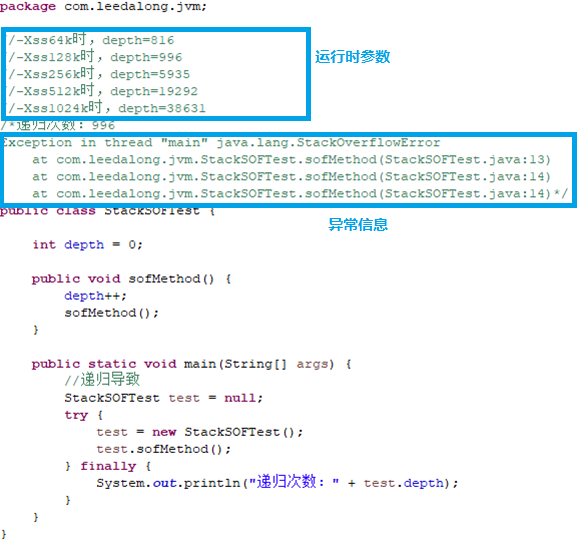 package com.leedalong.jvm;
//-Xss64k时，depth=816
//-Xss128k时，depth=996
//-Xss256k时，depth=5935
//-Xss512k时，depth=19292
//-Xss1024k时，depth=38631
运行时参数
/*递归次数：996
Exception in thread "main" java.lang.StackOverflowError
    at com.leedalong.jvm.StackSOFTest.sofMethod(StackSOFTest.java:13)
    at com.leedalong.jvm.StackSOFTest.sofMethod(StackSOFTest.java:14)
    at com.leedalong.jvm.StackSOFTest.sofMethod(StackSOFTest.java:14)*/
异常信息
public class StackSOFTest {
    int depth = 0;
    public void sofMethod() {
        depth++;
        sofMethod();
    }
    public static void main(String[] args) {
        //递归导致
        StackSOFTest test = null;
        try {
            test = new StackSOFTest();
            test.sofMethod();
        } finally {
            System.out.println("递归次数：" + test.depth);
        }
    }
}